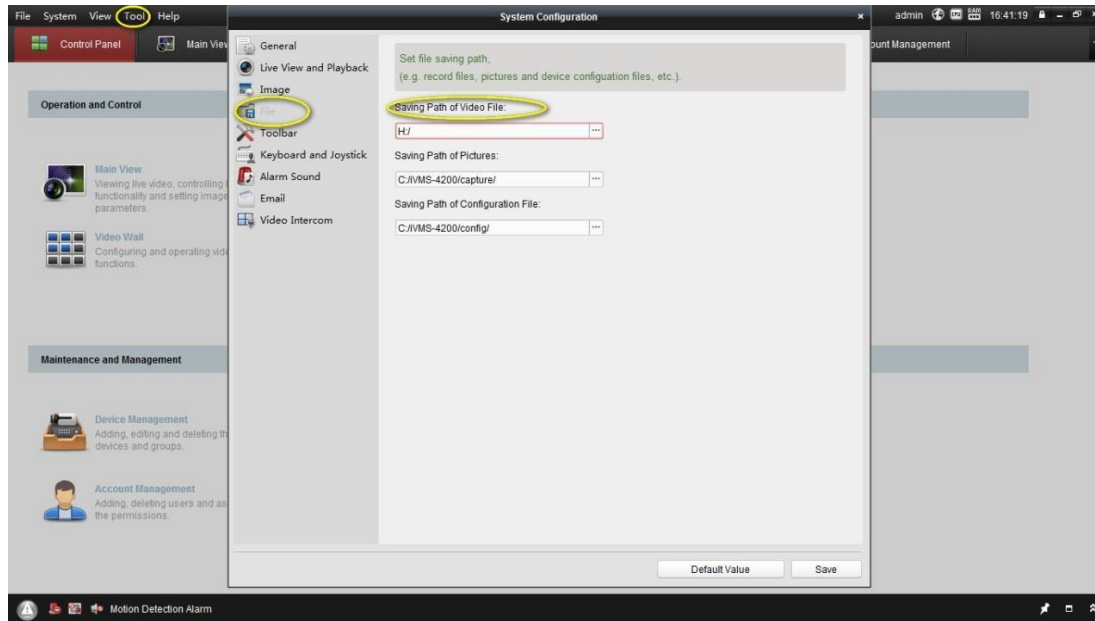 File System View Tool Help
System Configuration
admin
16:41:19
Control Panel
Main View
ount Management
General
Live View and Playback
Image
File
Toolbar
Keyboard and Joystick
Alarm Sound
Email
Video Intercom
Set file saving path,
(e.g. record files, pictures and device configuation files, etc.).
Saving Path of Video File:
H:/
Saving Path of Pictures:
C:/iVMS-4200/capture/
Saving Path of Configuration File:
C:/iVMS-4200/config/
Default Value
Save
Operation and Control
Main View
Viewing live video, controlling
functionality and setting image
parameters.
Video Wall
Configuring and operating vide
functions.
Maintenance and Management
Device Management
Adding, editing and deleting th
devices and groups.
Account Management
Adding, deleting users and as
the permissions.
Motion Detection Alarm